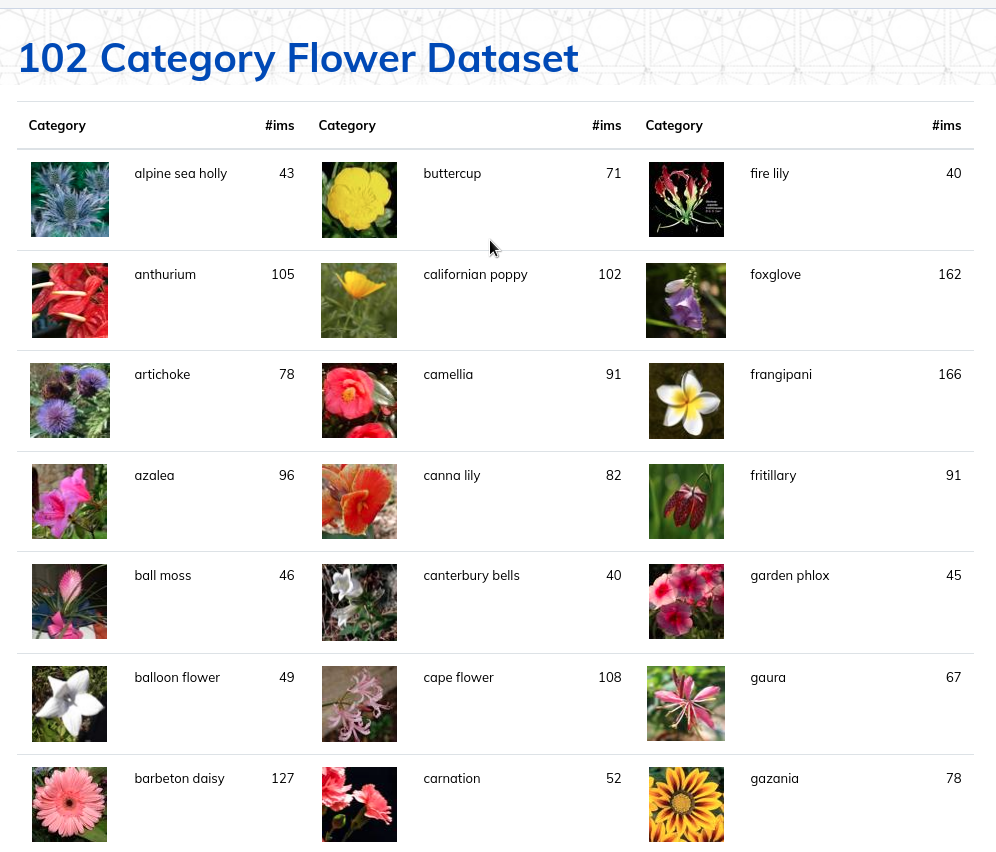 102 Category Flower Dataset
Category #ims Category #ims Category #ims
alpine sea holly 43 buttercup 71 fire lily 40
anthurium 105 californian poppy 102 foxglove 162
artichoke 78 camellia 91 frangipani 166
azalea 96 canna lily 82 fritillary 91
ball moss 46 canterbury bells 40 garden phlox 45
balloon flower 49 cape flower 108 gaura 67
barbeton daisy 127 carnation 52 gazania 78